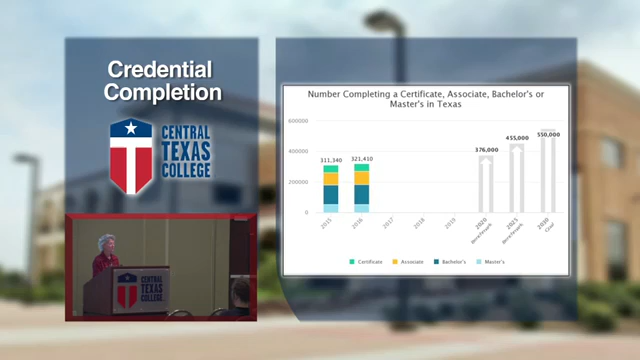 Credential
Completion
CENTRAL
TEXAS
COLLEGE
Number Completing a Certificate, Associate, Bachelor's or
Master's in Texas
600000
400000
200000
0
311,340
321,410
376,000
455,000
550,000
2015
2016
2017
2018
2019
2020
Benchmark
2025
Benchmark
2030
Goal
Certificate
Associate
Bachelor's
Master's
CENTRAL
TEXAS
COLLEGE